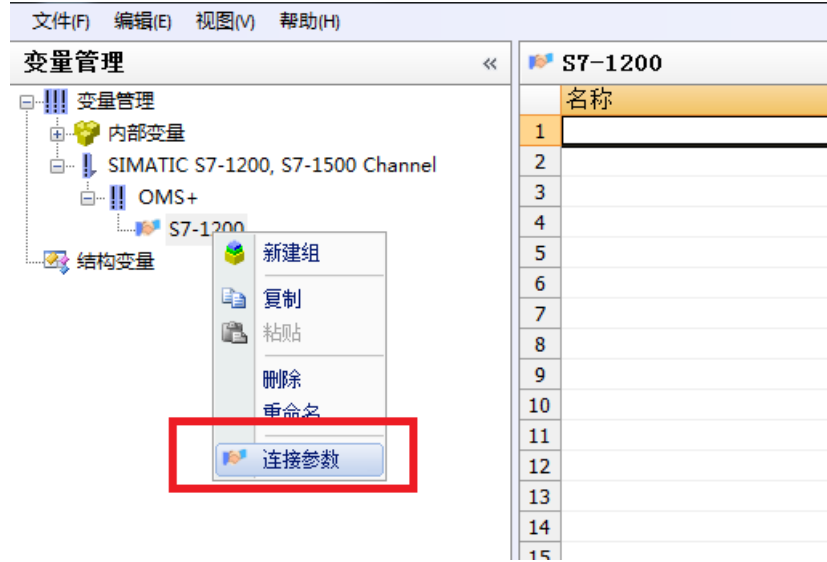 文件(F) 编辑(E) 视图(V) 帮助(H)
变量管理 «
S7-1200
变量管理
内部变量
SIMATIC S7-1200, S7-1500 Channel
OMS+
S7-1200
结构变量
新建组
复制
粘贴
删除
重命名
连接参数
名称
1
2
3
4
5
6
7
8
9
10
11
12
13
14
15